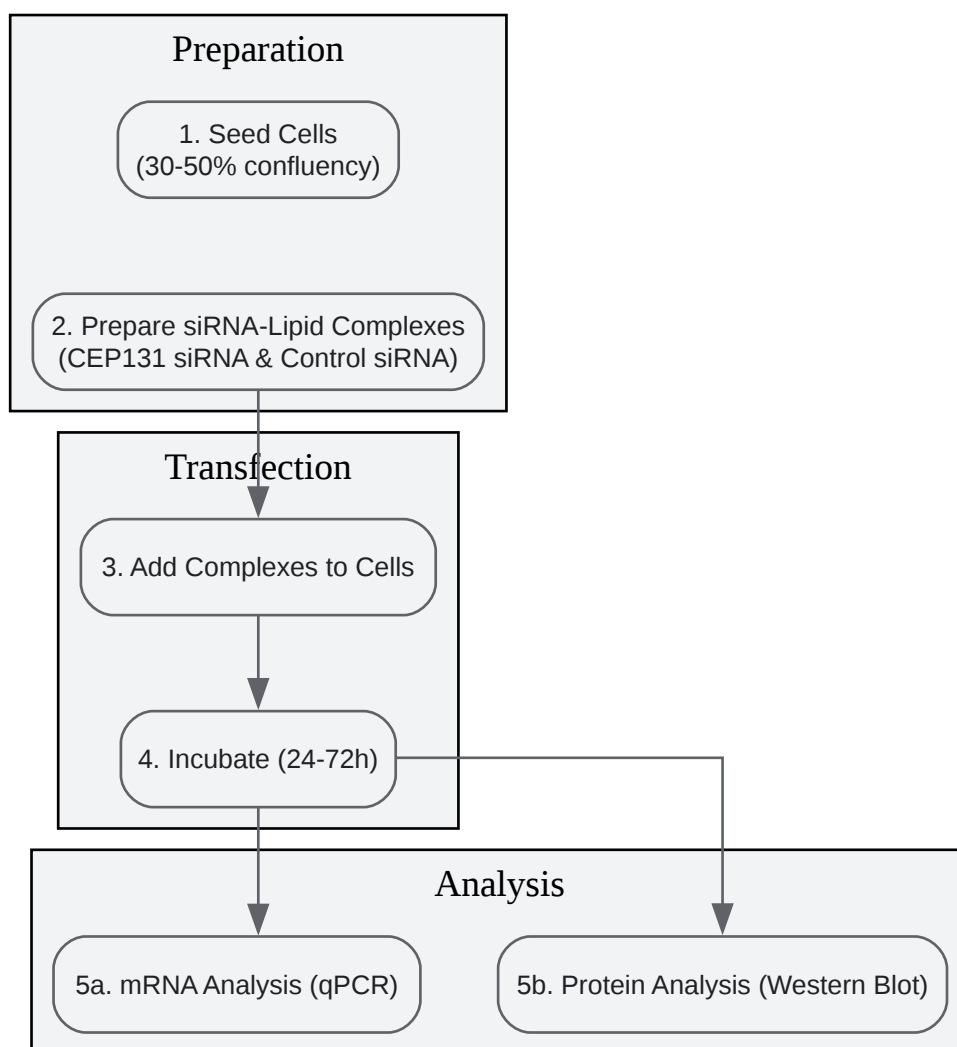 Preparation
1. Seed Cells
(30-50% confluency)
2. Prepare siRNA-Lipid Complexes
(CEP131 siRNA & Control siRNA)
Transfection
3. Add Complexes to Cells
4. Incubate (24-72h)
Analysis
5a. mRNA Analysis (qPCR)
5b. Protein Analysis (Western Blot)